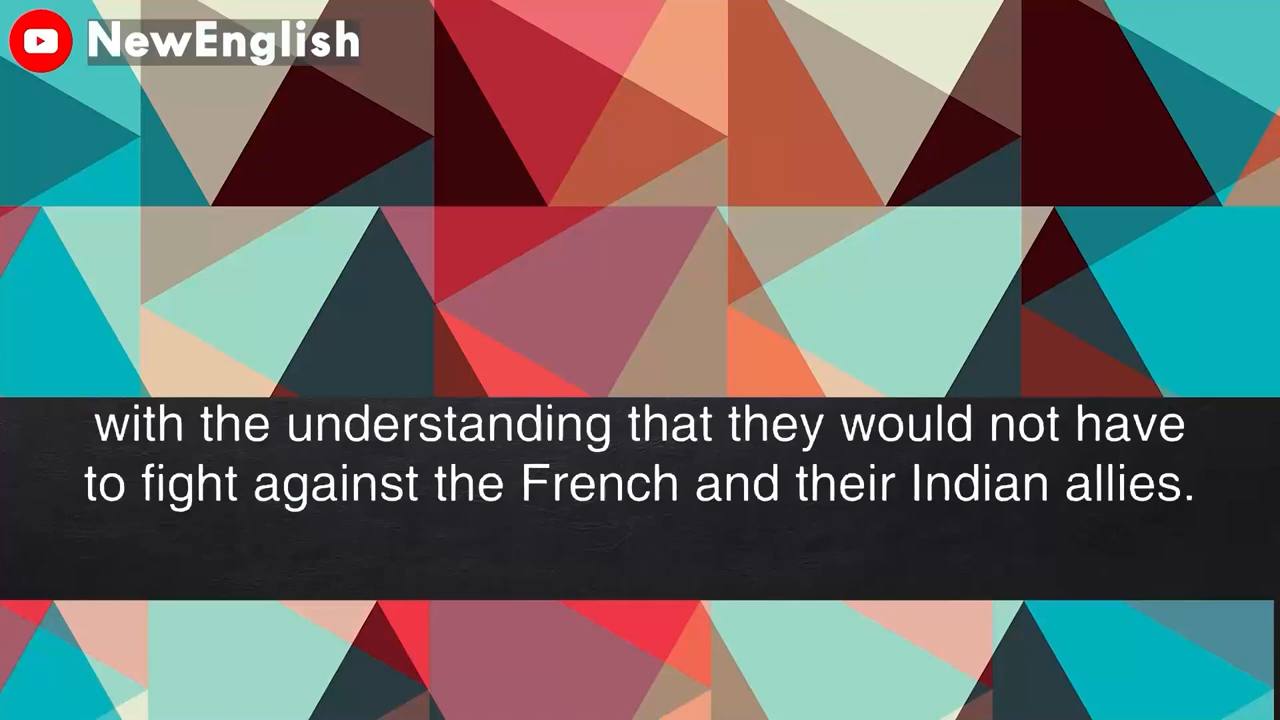 NewEnglish
with the understanding that they would not have
to fight against the French and their Indian allies.